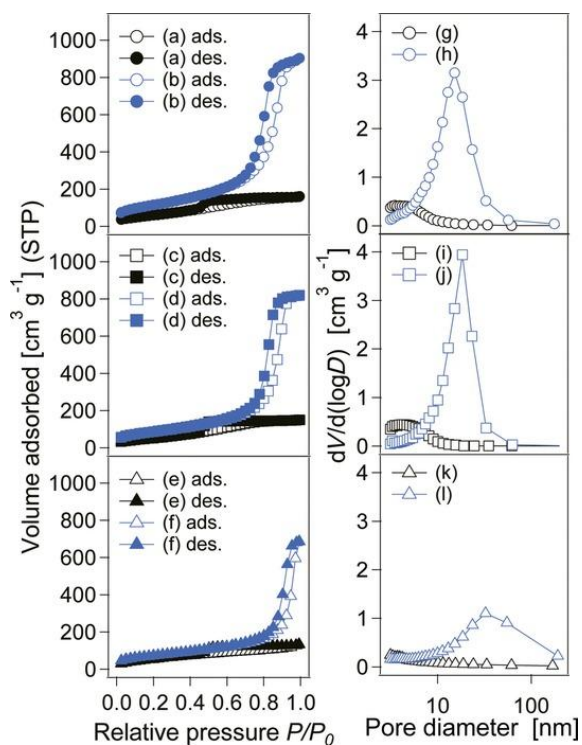 1000
800
600
400
200
0
(a) ads.
(a) des.
(b) ads.
(b) des.
4
3
2
1
0
(g)
(h)
Volume adsorbed [cm³ g⁻¹] (STP)
800
600
400
200
0
(c) ads.
(c) des.
(d) ads.
(d) des.
dV/d(logD) [cm³ g⁻¹]
4
3
2
1
0
(i)
(j)
800
600
400
200
0
(e) ads.
(e) des.
(f) ads.
(f) des.
4
3
2
1
0
(k)
(l)
0.0 0.2 0.4 0.6 0.8 1.0
Relative pressure P/P₀
10 100
Pore diameter [nm]